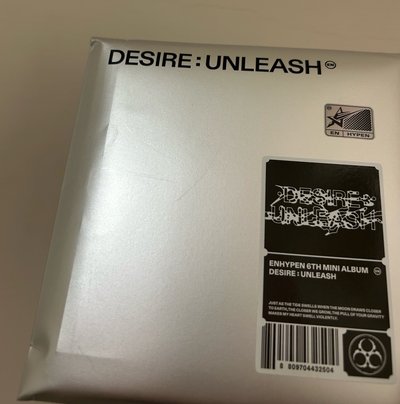 DESIRE : UNLEASH EN
EN HYPEN
DESIRE :
UNLEASH
ENHYPEN 6TH MINI ALBUM EN
DESIRE : UNLEASH
JUST AS THE TIDE SWELLS WHEN THE MOON DRAWS CLOSER
TO EARTH, THE CLOSER WE GROW, THE PULL OF YOUR GRAVITY
MAKES MY HEART SWELL VIOLENTLY.
8 809704432504